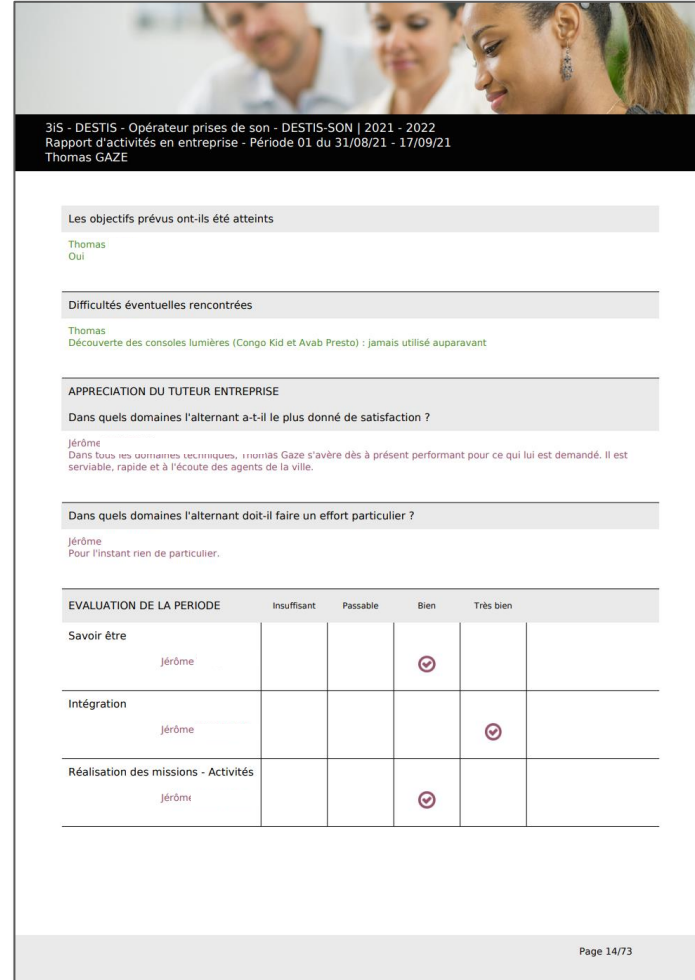 3iS - DESTIS - Opérateur prises de son - DESTIS-SON | 2021 - 2022
Rapport d'activités en entreprise - Période 01 du 31/08/21 - 17/09/21
Thomas GAZE
Les objectifs prévus ont-ils été atteints
Thomas
Oui
Difficultés éventuelles rencontrées
Thomas
Découverte des consoles lumières (Congo Kid et Avab Presto) : jamais utilisé auparavant
APPRECIATION DU TUTEUR ENTREPRISE
Dans quels domaines l'alternant a-t-il le plus donné de satisfaction ?
Jérôme
Dans tous les domaines techniques, Thomas Gaze s'avère dès à présent performant pour ce qui lui est demandé. Il est
serviable, rapide et à l'écoute des agents de la ville.
Dans quels domaines l'alternant doit-il faire un effort particulier ?
Jérôme
Pour l'instant rien de particulier.
EVALUATION DE LA PERIODE Insuffisant Passable Bien Très bien
Savoir être
Jérôme
Intégration
Jérôme
Réalisation des missions - Activités
Jérôme
Page 14/73